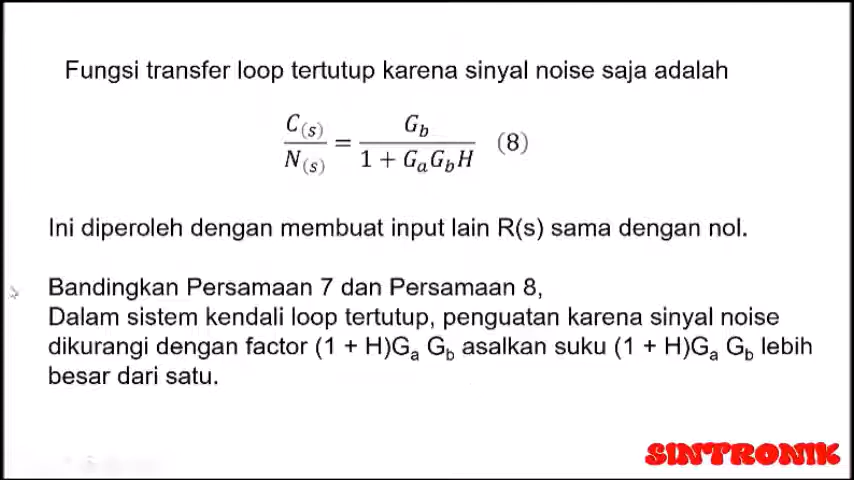 Fungsi transfer loop tertutup karena sinyal noise saja adalah
C(s)/N(s) = Gb/(1 + GaGbH) (8)
Ini diperoleh dengan membuat input lain R(s) sama dengan nol.
Bandingkan Persamaan 7 dan Persamaan 8,
Dalam sistem kendali loop tertutup, penguatan karena sinyal noise
dikurangi dengan factor (1 + H)Ga Gb asalkan suku (1 + H)Ga Gb lebih
besar dari satu.
SINTRONIK